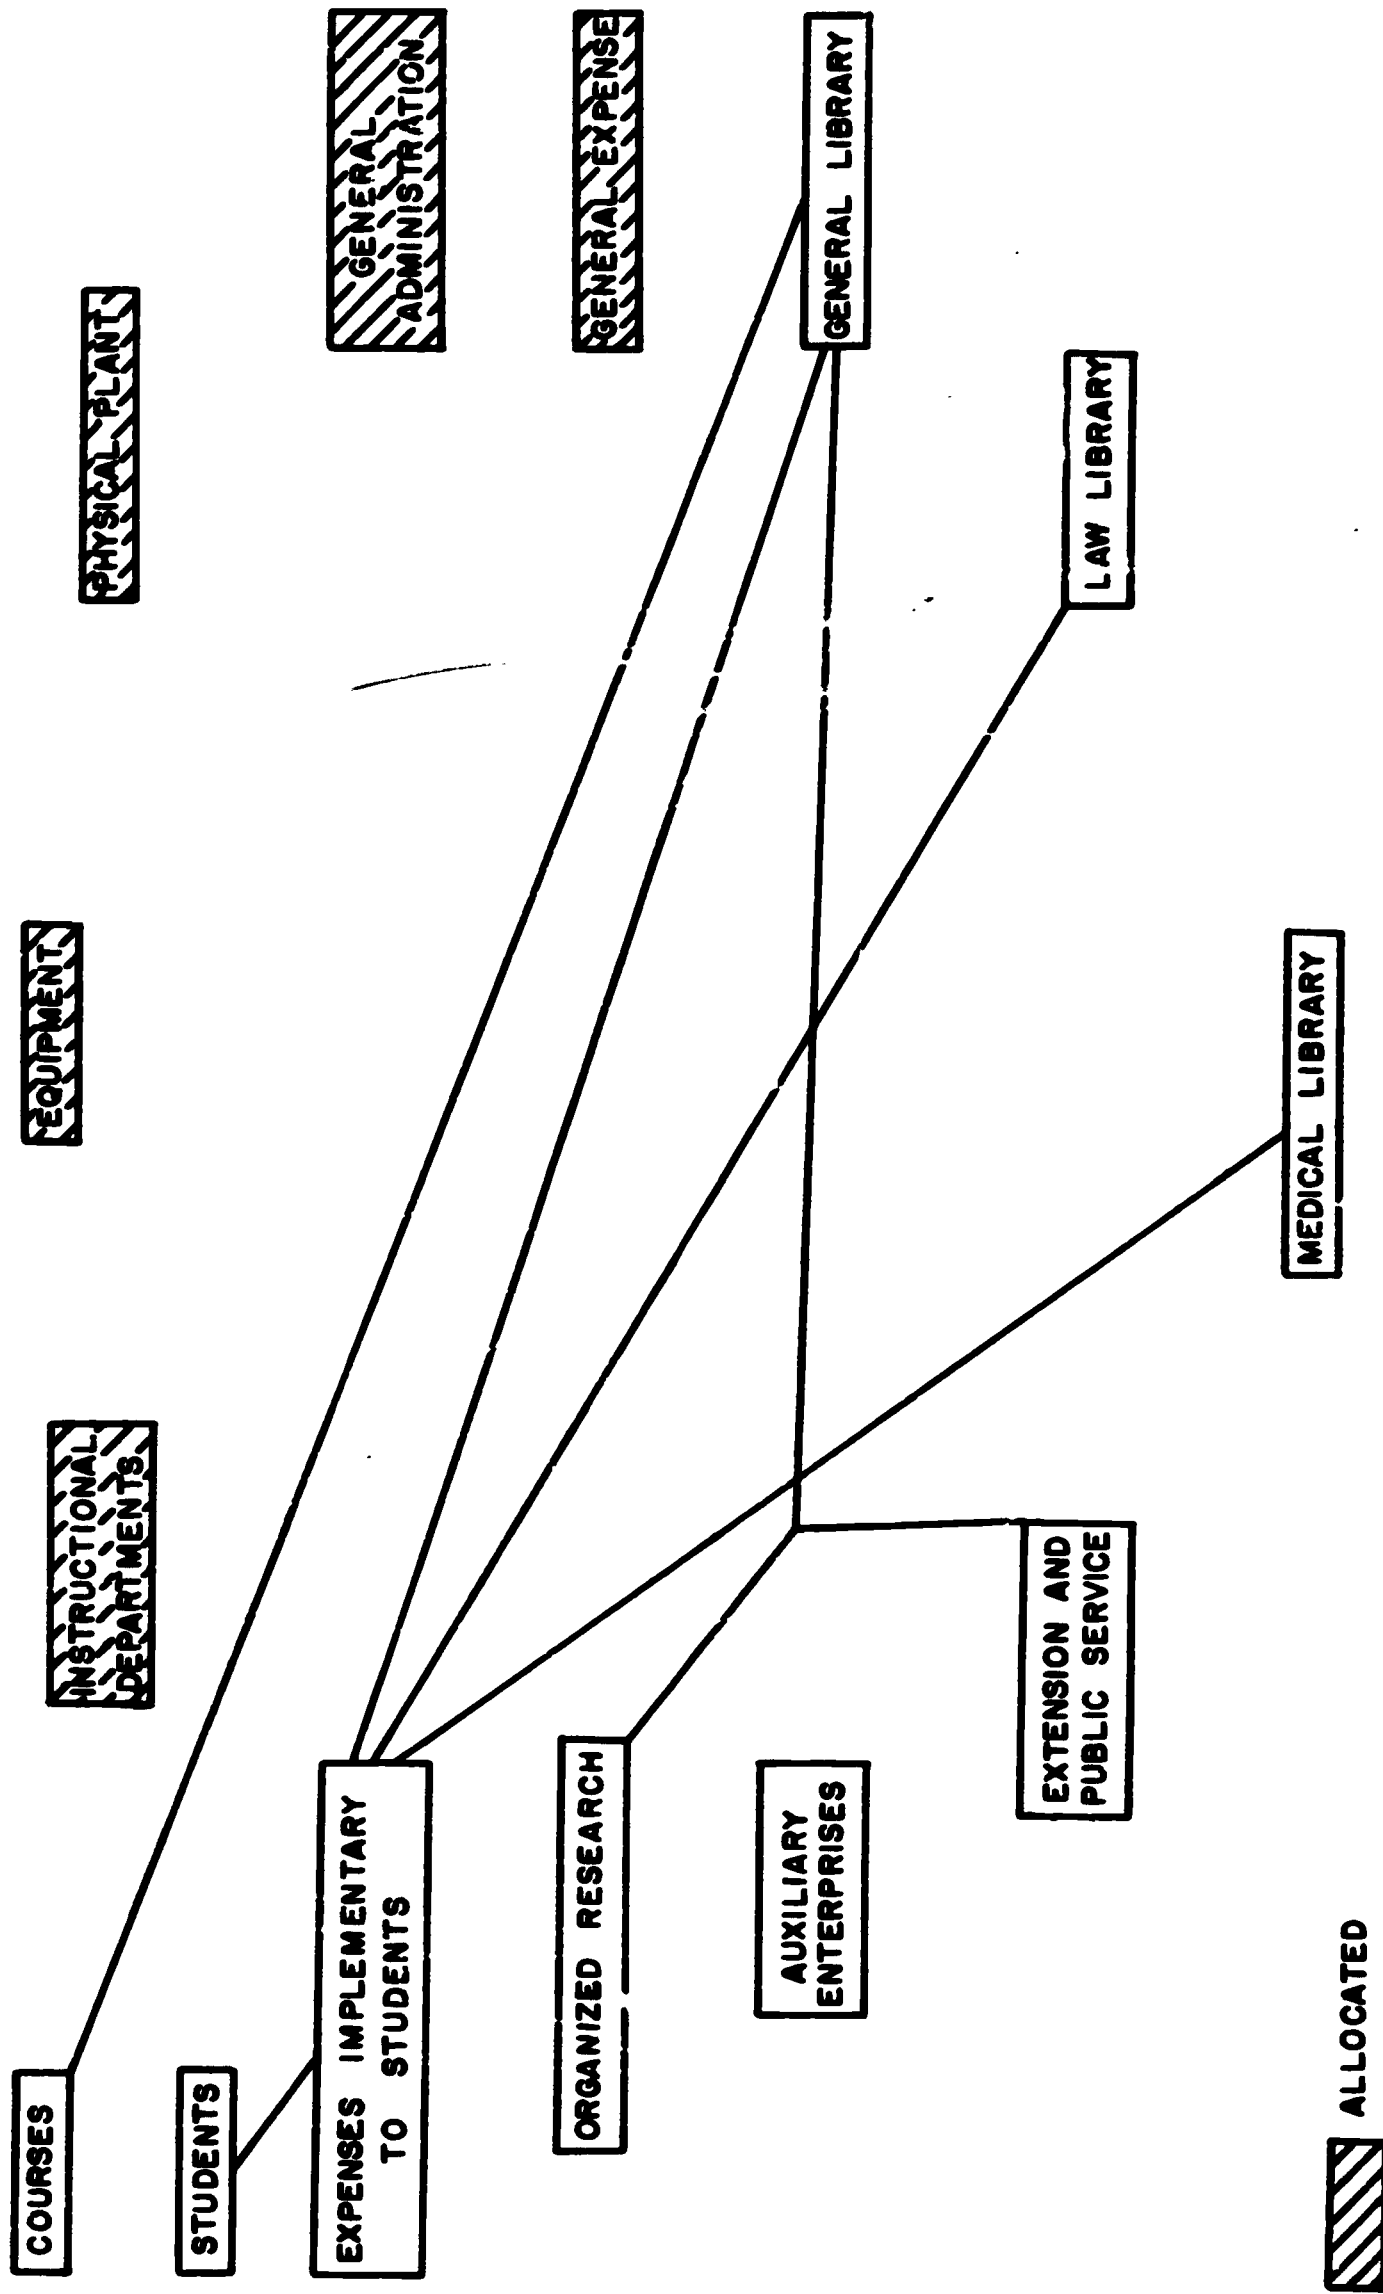 COURSES
STUDENTS
EXPENSES IMPLEMENTARY
TO STUDENTS
ORGANIZED RESEARCH
AUXILIARY
ENTERPRISES
EXTENSION AND
PUBLIC SERVICE
INSTRUCTIONAL
DEPARTMENTS
EQUIPMENT
PHYSICAL PLANT
GENERAL
ADMINISTRATION
GENERAL EXPENSE
GENERAL LIBRARY
LAW LIBRARY
MEDICAL LIBRARY
ALLOCATED